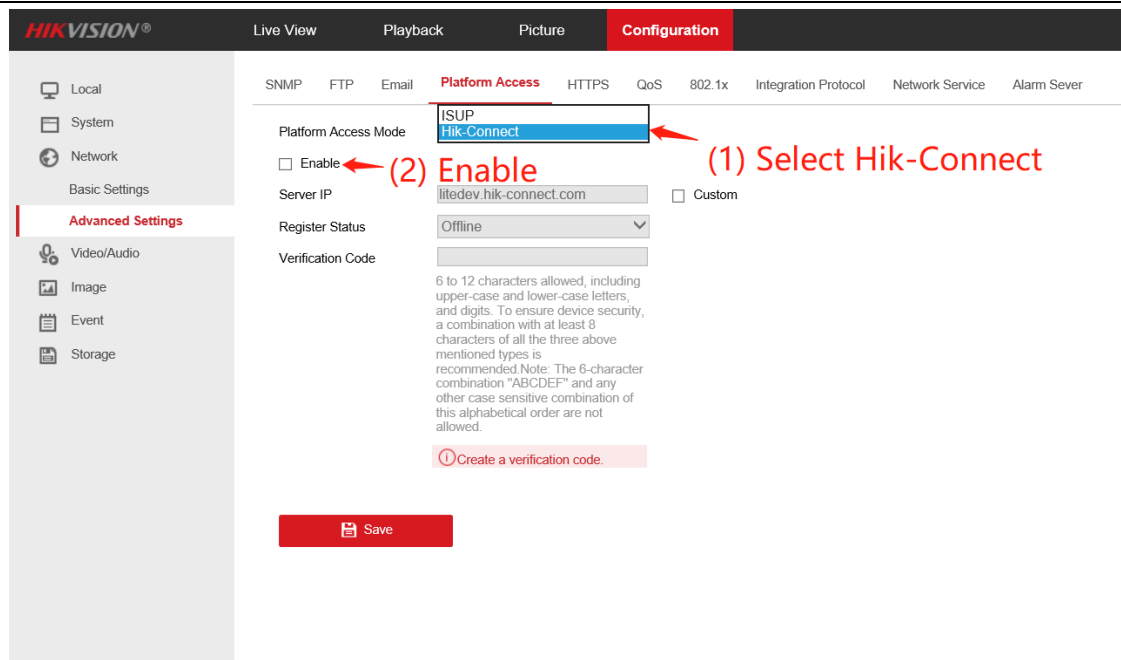 HIKVISION®
Live View Playback Picture Configuration
Local
System
Network
Basic Settings
Advanced Settings
Video/Audio
Image
Event
Storage
SNMP FTP Email Platform Access HTTPS QoS 802.1x Integration Protocol Network Service Alarm Sever
Platform Access Mode
ISUP
Hik-Connect
(1) Select Hik-Connect
Enable
(2) Enable
Server IP litedev.hik-connect.com Custom
Register Status Offline
Verification Code
6 to 12 characters allowed, including
upper-case and lower-case letters,
and digits. To ensure device security,
a combination with at least 8
characters of all the three above
mentioned types is
recommended.Note: The 6-character
combination "ABCDEF" and any
other case sensitive combination of
this alphabetical order are not
allowed.
Create a verification code.
Save